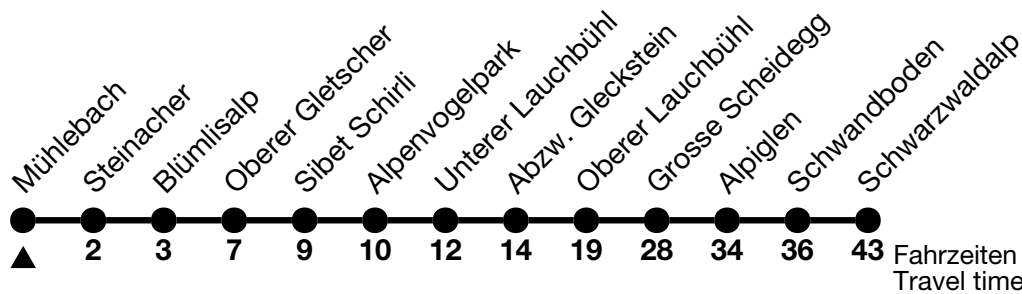 Mühlebach
Steinacher
Blümlisalp
Oberer Gletscher
Sibet Schirli
Alpenvogelpark
Unterer Lauchbühl
Abzw. Gleckstein
Oberer Lauchbühl
Grosse Scheidegg
Alpiglen
Schwandboden
Schwarzwaldalp
2 3 7 9 10 12 14 19 28 34 36 43 Fahrzeiten
Travel time